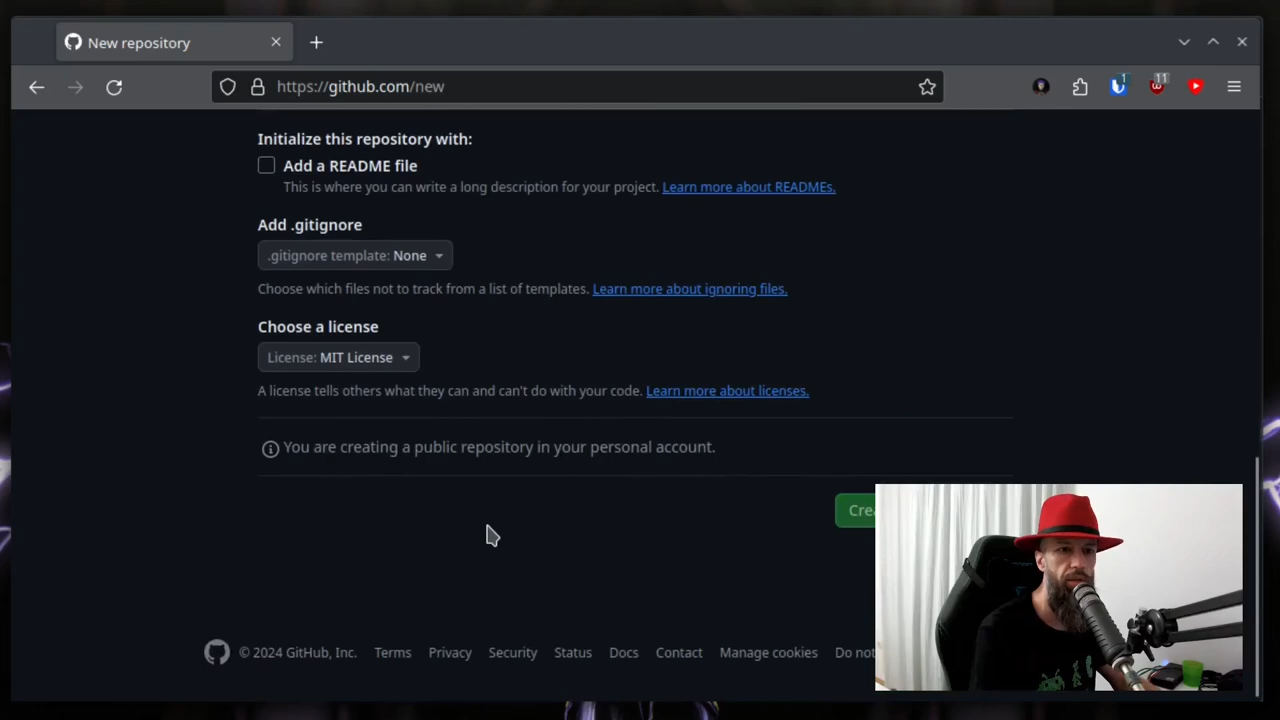 New repository
https://github.com/new
1
11
Initialize this repository with:
Add a README file
This is where you can write a long description for your project. Learn more about READMEs.
Add .gitignore
.gitignore template: None
Choose which files not to track from a list of templates. Learn more about ignoring files.
Choose a license
License: MIT License
A license tells others what they can and can't do with your code. Learn more about licenses.
You are creating a public repository in your personal account.
Crea
© 2024 GitHub, Inc. Terms Privacy Security Status Docs Contact Manage cookies Do not